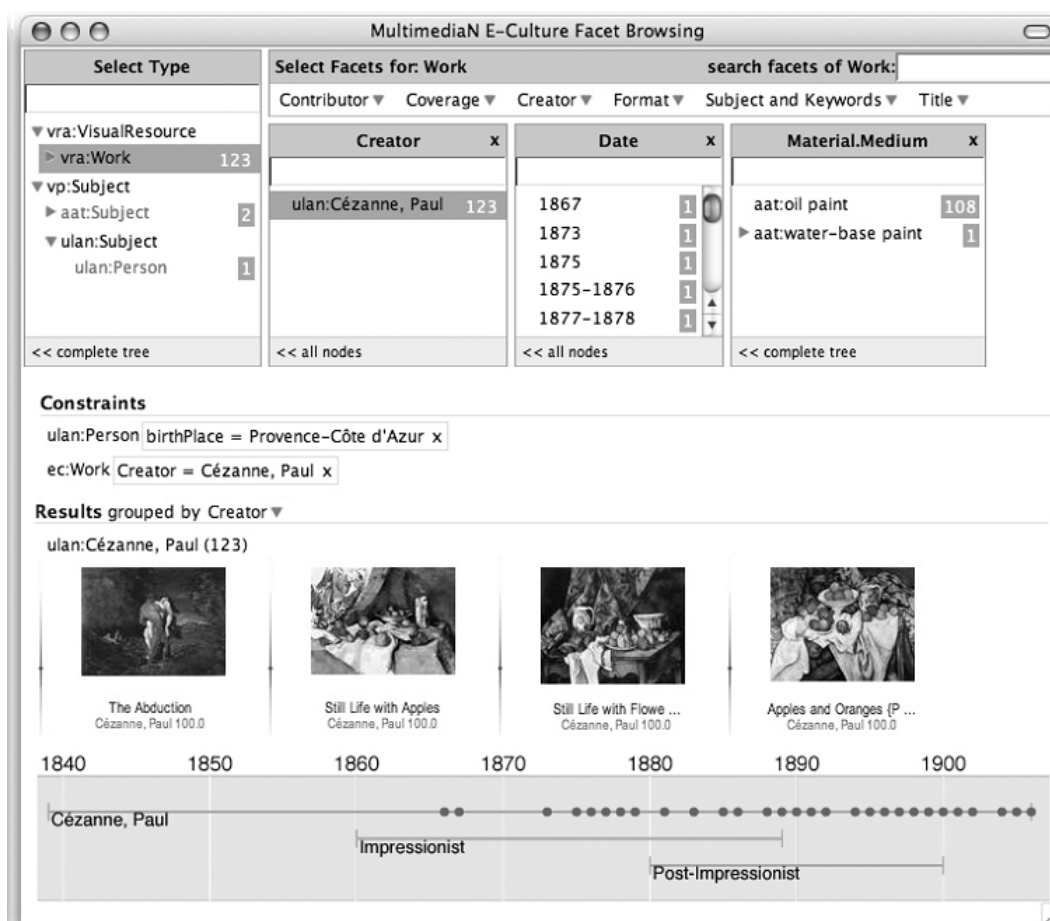 MultimediaN E-Culture Facet Browsing
Select Type
Select Facets for: Work
search facets of Work:
Contributor ▼ Coverage ▼ Creator ▼ Format ▼ Subject and Keywords ▼ Title ▼
▼ vra:VisualResource
▶ vra:Work 123
▼ vp:Subject
▶ aat:Subject 2
▼ ulan:Subject
ulan:Person 1
<< complete tree
Creator x
ulan:Cézanne, Paul 123
<< all nodes
Date x
1867 1
1873 1
1875 1
1875-1876 1
1877-1878 1
<< all nodes
Material.Medium x
aat:oil paint 108
▶ aat:water-base paint 1
<< complete tree
Constraints
ulan:Person birthPlace = Provence-Côte d'Azur x
ec:Work Creator = Cézanne, Paul x
Results grouped by Creator ▼
ulan:Cézanne, Paul (123)
The Abduction
Cézanne, Paul 100.0
Still Life with Apples
Cézanne, Paul 100.0
Still Life with Flowe ...
Cézanne, Paul 100.0
Apples and Oranges {P ...
Cézanne, Paul 100.0
1840 1850 1860 1870 1880 1890 1900
Cézanne, Paul
Impressionist
Post-Impressionist